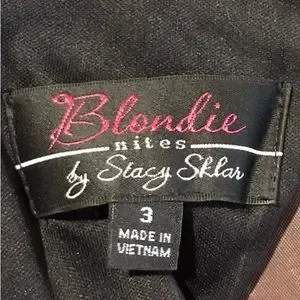 Blondie
nites
by Stacy Sklar
3
MADE IN
VIETNAM